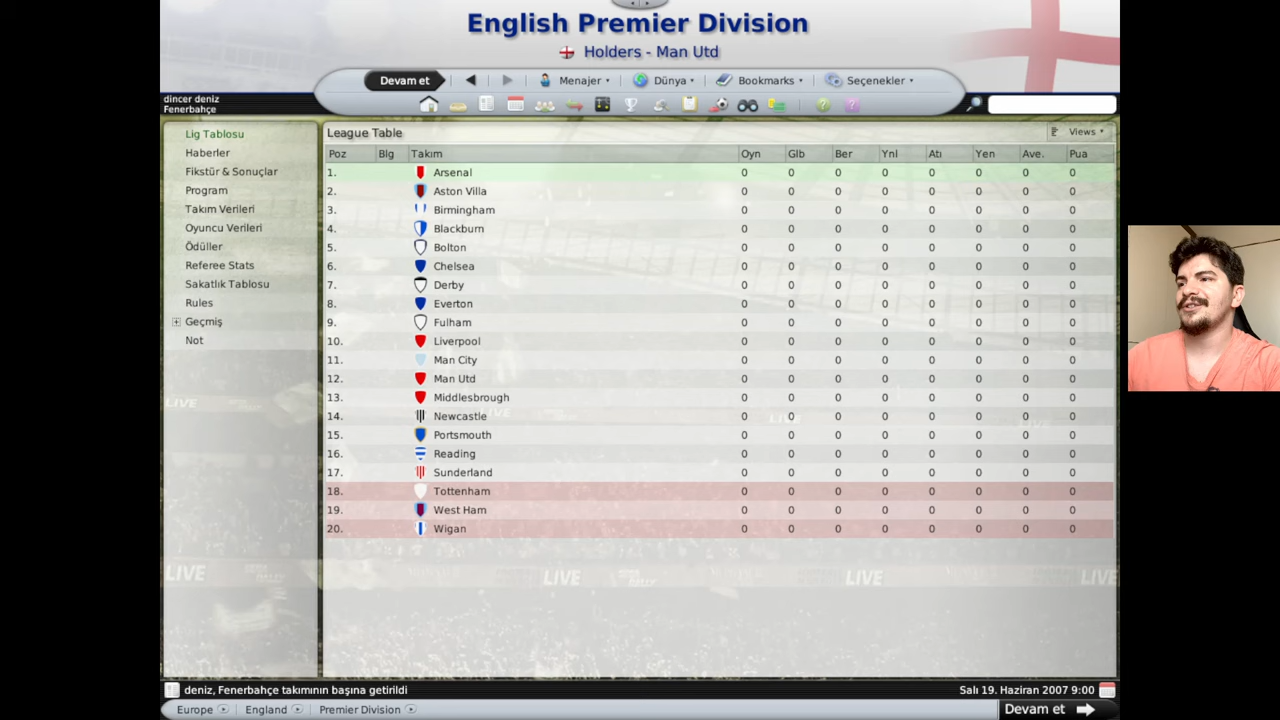 English Premier Division
Holders - Man Utd
Devam et
Menajer
Dünya
Bookmarks
Seçenekler
dincer deniz
Fenerbahçe
Lig Tablosu
Haberler
Fikstür & Sonuçlar
Program
Takım Verileri
Oyuncu Verileri
Ödüller
Referee Stats
Sakatlık Tablosu
Rules
Geçmiş
Not
League Table
Views
Poz Blg Takım Oyn Glb Ber Ynl Atı Yen Ave. Pua
1. Arsenal 0 0 0 0 0 0 0 0
2. Aston Villa 0 0 0 0 0 0 0 0
3. Birmingham 0 0 0 0 0 0 0 0
4. Blackburn 0 0 0 0 0 0 0 0
5. Bolton 0 0 0 0 0 0 0 0
6. Chelsea 0 0 0 0 0 0 0 0
7. Derby 0 0 0 0 0 0 0 0
8. Everton 0 0 0 0 0 0 0 0
9. Fulham 0 0 0 0 0 0 0 0
10. Liverpool 0 0 0 0 0 0 0 0
11. Man City 0 0 0 0 0 0 0 0
12. Man Utd 0 0 0 0 0 0 0 0
13. Middlesbrough 0 0 0 0 0 0 0 0
14. Newcastle 0 0 0 0 0 0 0 0
15. Portsmouth 0 0 0 0 0 0 0 0
16. Reading 0 0 0 0 0 0 0 0
17. Sunderland 0 0 0 0 0 0 0 0
18. Tottenham 0 0 0 0 0 0 0 0
19. West Ham 0 0 0 0 0 0 0 0
20. Wigan 0 0 0 0 0 0 0 0
LIVE
LIVE LIVE LIVE LIVE
deniz, Fenerbahçe takımının başına getirildi
Salı 19. Haziran 2007 9:00
Europe England Premier Division
Devam et